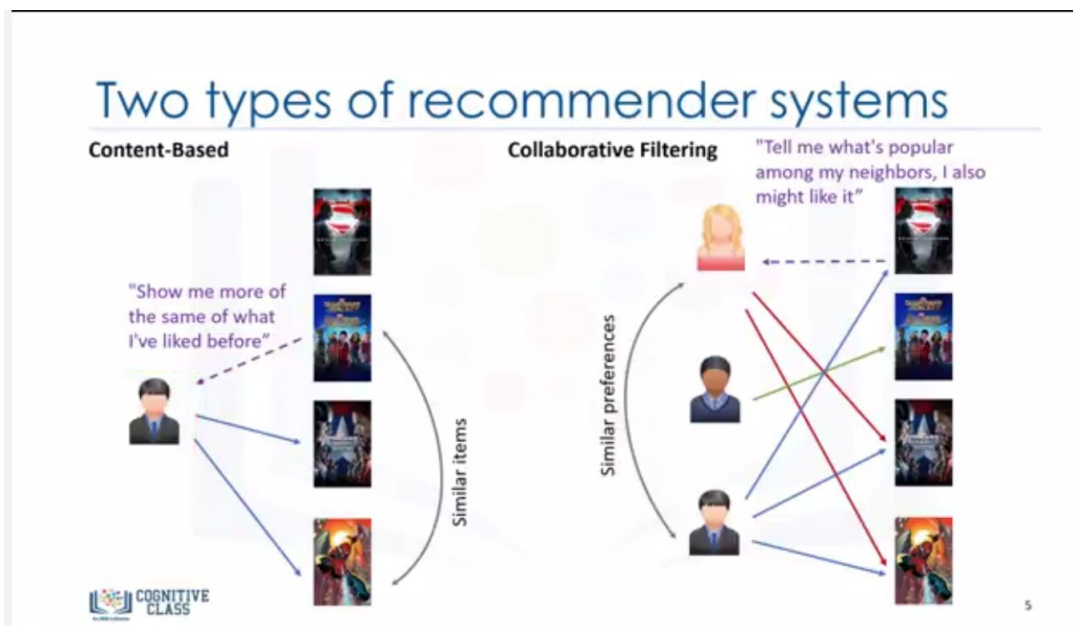 Two types of recommender systems
Content-Based
"Show me more of
the same of what
I've liked before"
Similar items
Collaborative Filtering
"Tell me what's popular
among my neighbors, I also
might like it"
Similar preferences
COGNITIVE
CLASS
5